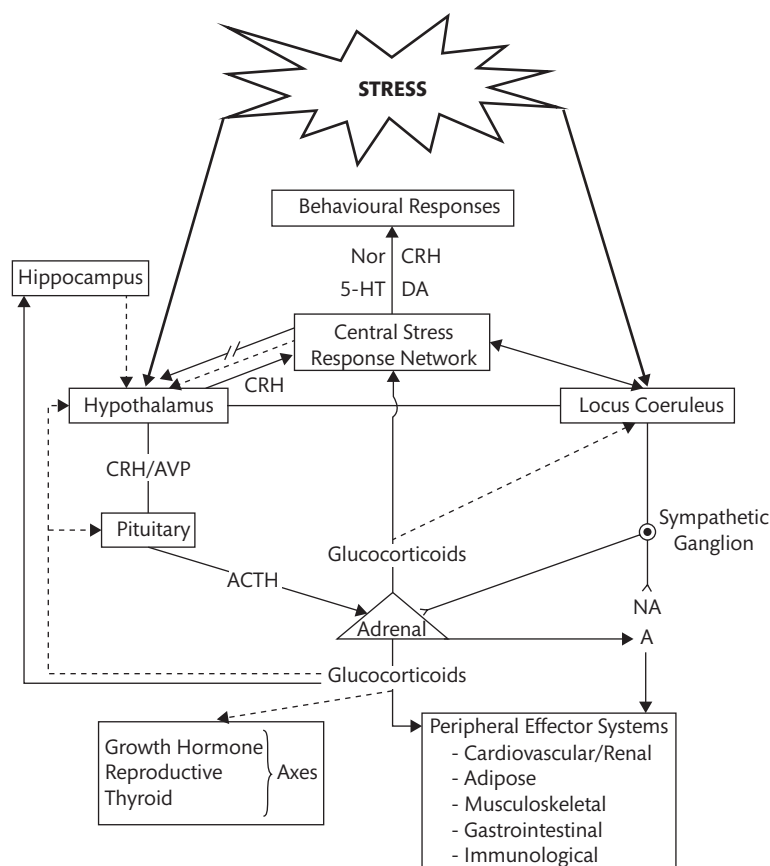 STRESS
Behavioural Responses
Nor CRH
5-HT DA
Hippocampus
Central Stress
Response Network
CRH
Hypothalamus
Locus Coeruleus
CRH/AVP
Pituitary
Sympathetic
Ganglion
Glucocorticoids
ACTH
NA
Adrenal
A
Glucocorticoids
Growth Hormone
Reproductive
Thyroid
Axes
Peripheral Effector Systems
- Cardiovascular/Renal
- Adipose
- Musculoskeletal
- Gastrointestinal
- Immunological